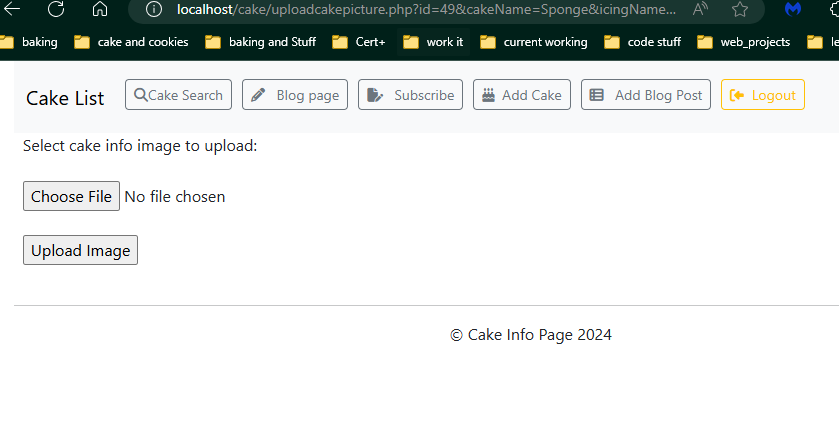 localhost/cake/uploadcakepicture.php?id=49&cakeName=Sponge&icingName...
baking cake and cookies baking and Stuff Cert+ work it current working code stuff web_projects le
Cake List Cake Search Blog page Subscribe Add Cake Add Blog Post Logout
Select cake info image to upload:
Choose File No file chosen
Upload Image
© Cake Info Page 2024